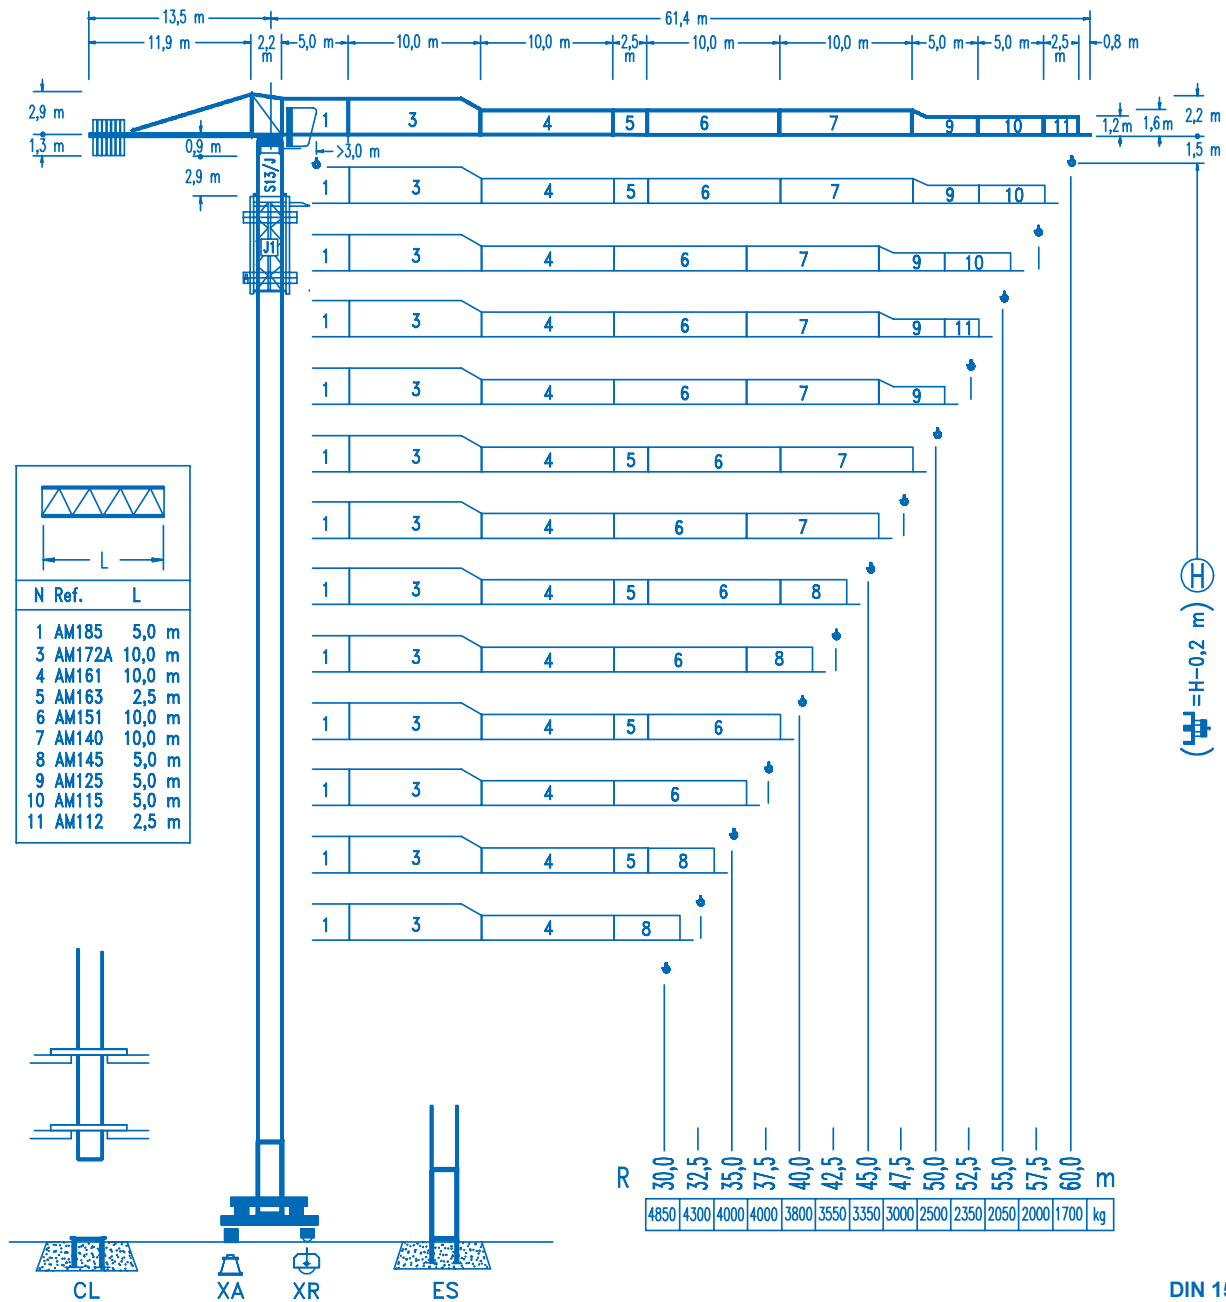 13,5 m 61,4 m
11,9 m 2,2 m 5,0 m 10,0 m 10,0 m 2,5 m 10,0 m 10,0 m 5,0 m 5,0 m 2,5 m 0,8 m
2,9 m 1 3 4 5 6 7 9 10 11 1,2 m 1,6 m 2,2 m
1,3 m 0,9 m >3,0 m 1,5 m
2,9 m S13/J
1 3 4 5 6 7 9 10
J1
1 3 4 6 7 9 10
1 3 4 6 7 9 11
1 3 4 6 7 9
1 3 4 5 6 7
1 3 4 6 7
1 3 4 5 6 8
1 3 4 6 8
1 3 4 5 6
1 3 4 6
1 3 4 5 8
1 3 4 8
H
( =H-0,2 m)
L
N Ref. L
1 AM185 5,0 m
3 AM172A 10,0 m
4 AM161 10,0 m
5 AM163 2,5 m
6 AM151 10,0 m
7 AM140 10,0 m
8 AM145 5,0 m
9 AM125 5,0 m
10 AM115 5,0 m
11 AM112 2,5 m
R 30,0 32,5 35,0 37,5 40,0 42,5 45,0 47,5 50,0 52,5 55,0 57,5 60,0 m
4850 4300 4000 4000 3800 3550 3350 3000 2500 2350 2050 2000 1700 kg
CL XA XR ES
DIN